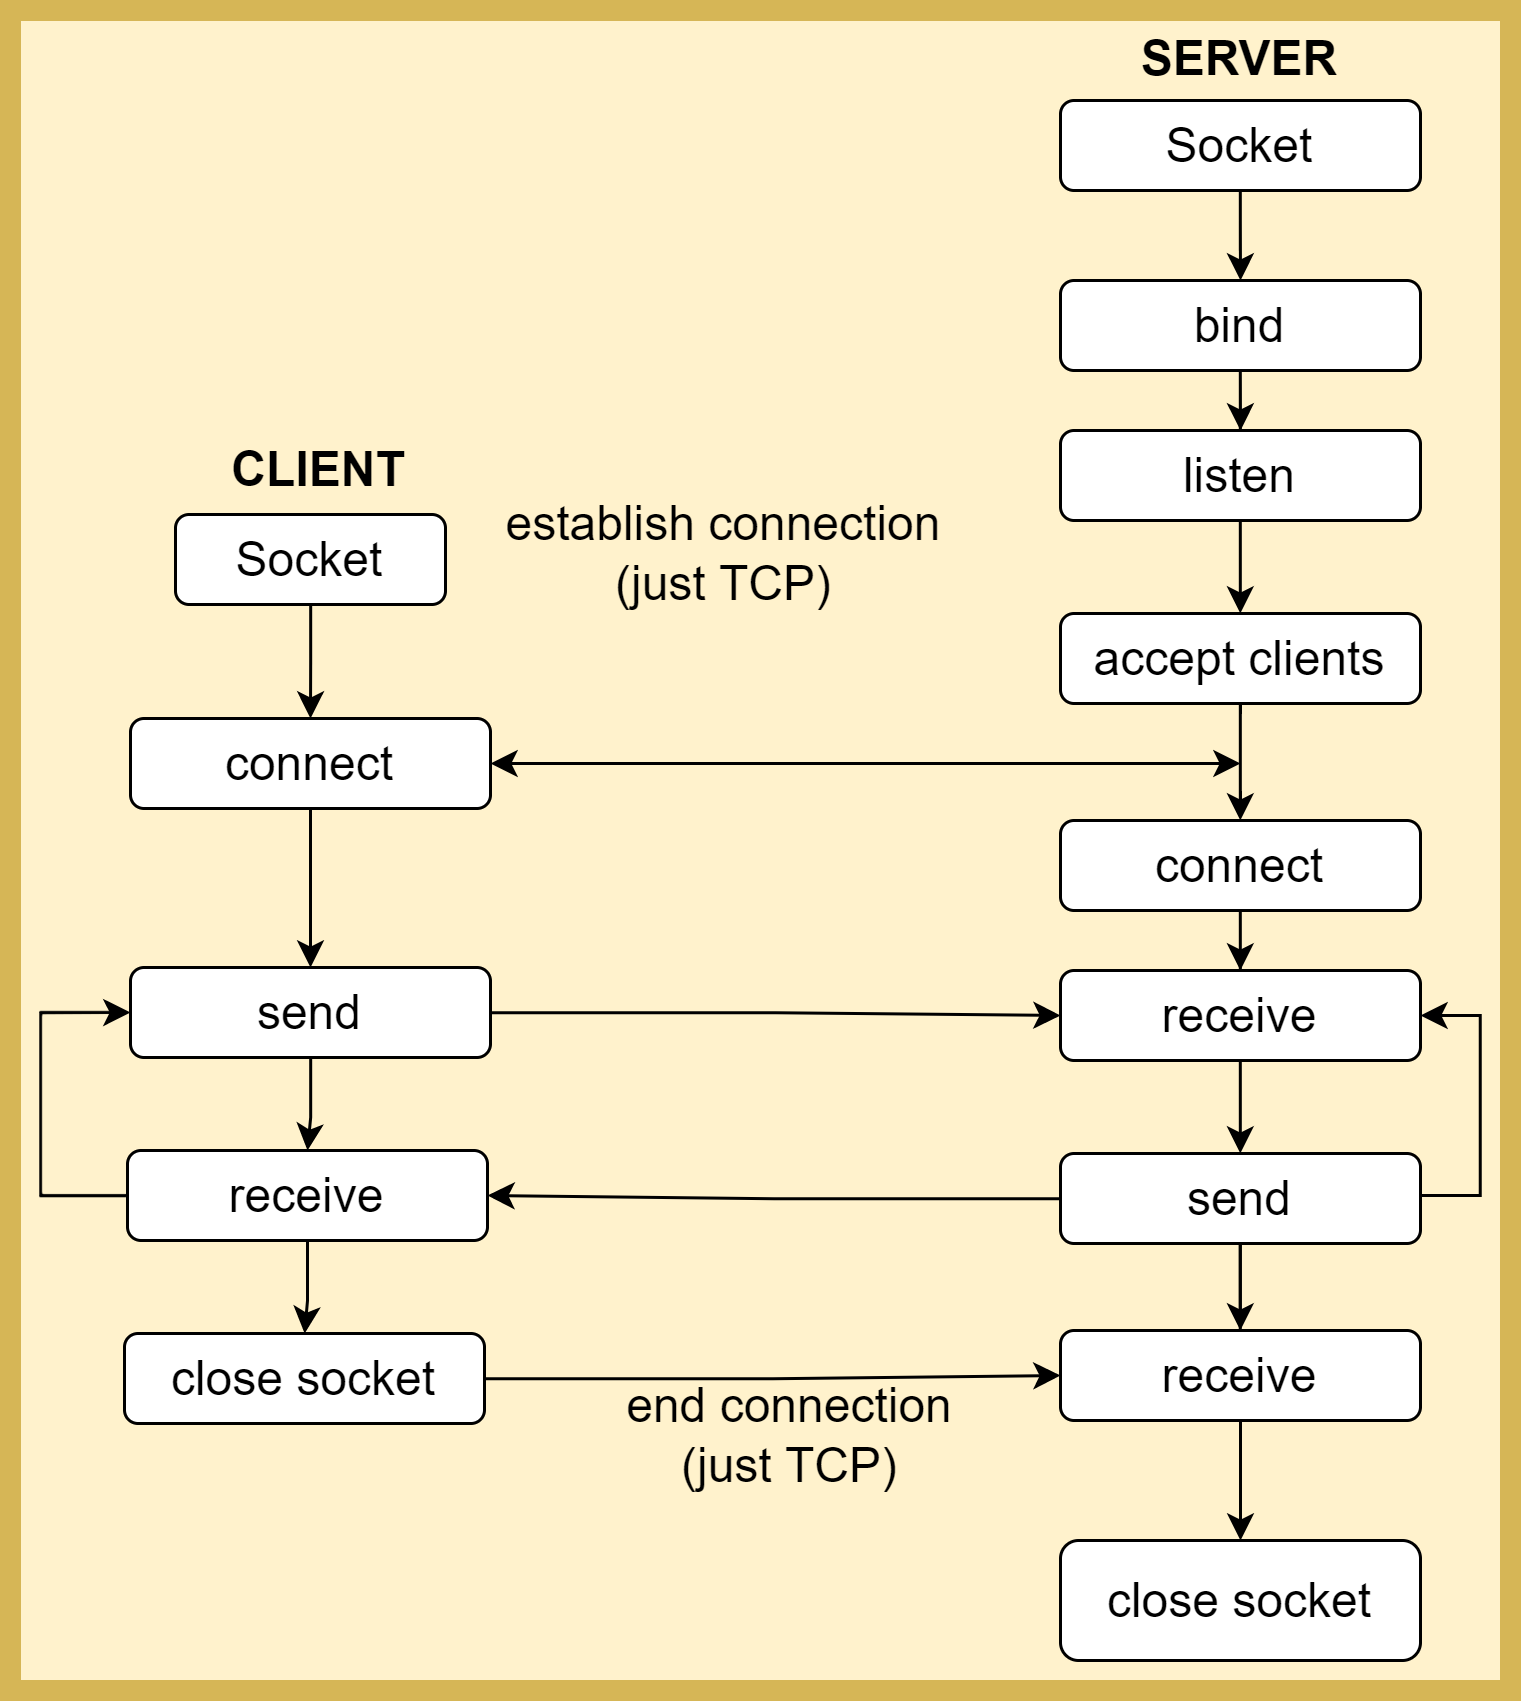 SERVER
Socket
bind
listen
accept clients
connect
receive
send
receive
close socket
CLIENT
Socket
connect
send
receive
close socket
establish connection
(just TCP)
end connection
(just TCP)